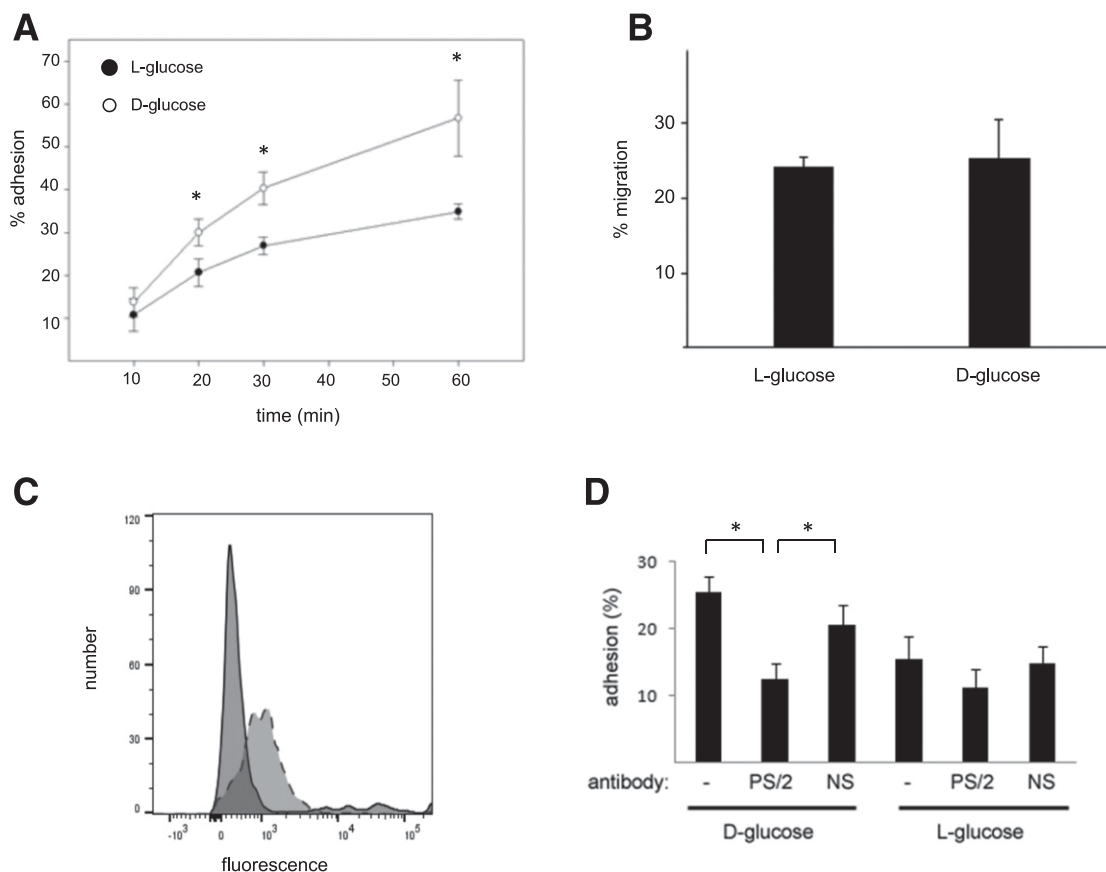 A
% adhesion
70
60
50
40
30
20
10
L-glucose
D-glucose
*
*
*
10
20
30
40
50
60
time (min)
B
% migration
30
20
10
L-glucose
D-glucose
C
number
120
90
60
30
0
-10³
0
10³
10⁴
10⁵
fluorescence
D
adhesion (%)
30
20
10
*
*
antibody: - PS/2 NS - PS/2 NS
D-glucose L-glucose